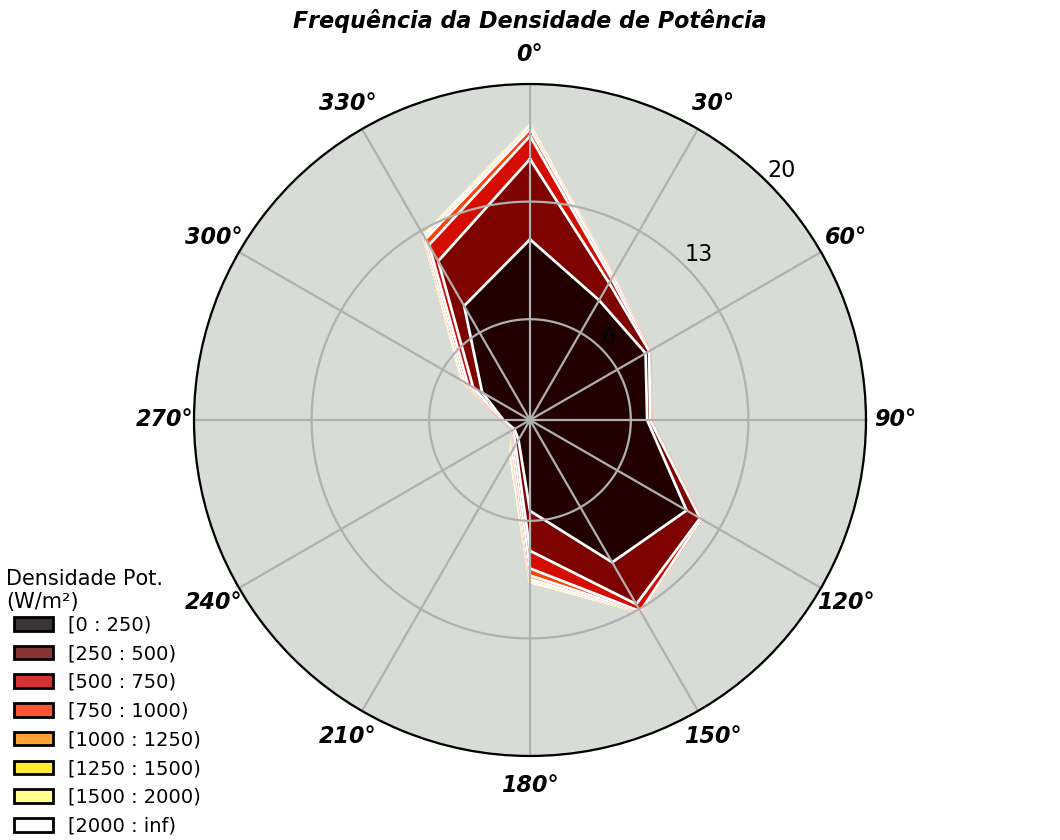 Frequência da Densidade de Potência
0°
330°
30°
20
300°
60°
13
6
270°
90°
240°
120°
210°
150°
180°
Densidade Pot.
(W/m²)
[0 : 250)
[250 : 500)
[500 : 750)
[750 : 1000)
[1000 : 1250)
[1250 : 1500)
[1500 : 2000)
[2000 : inf)